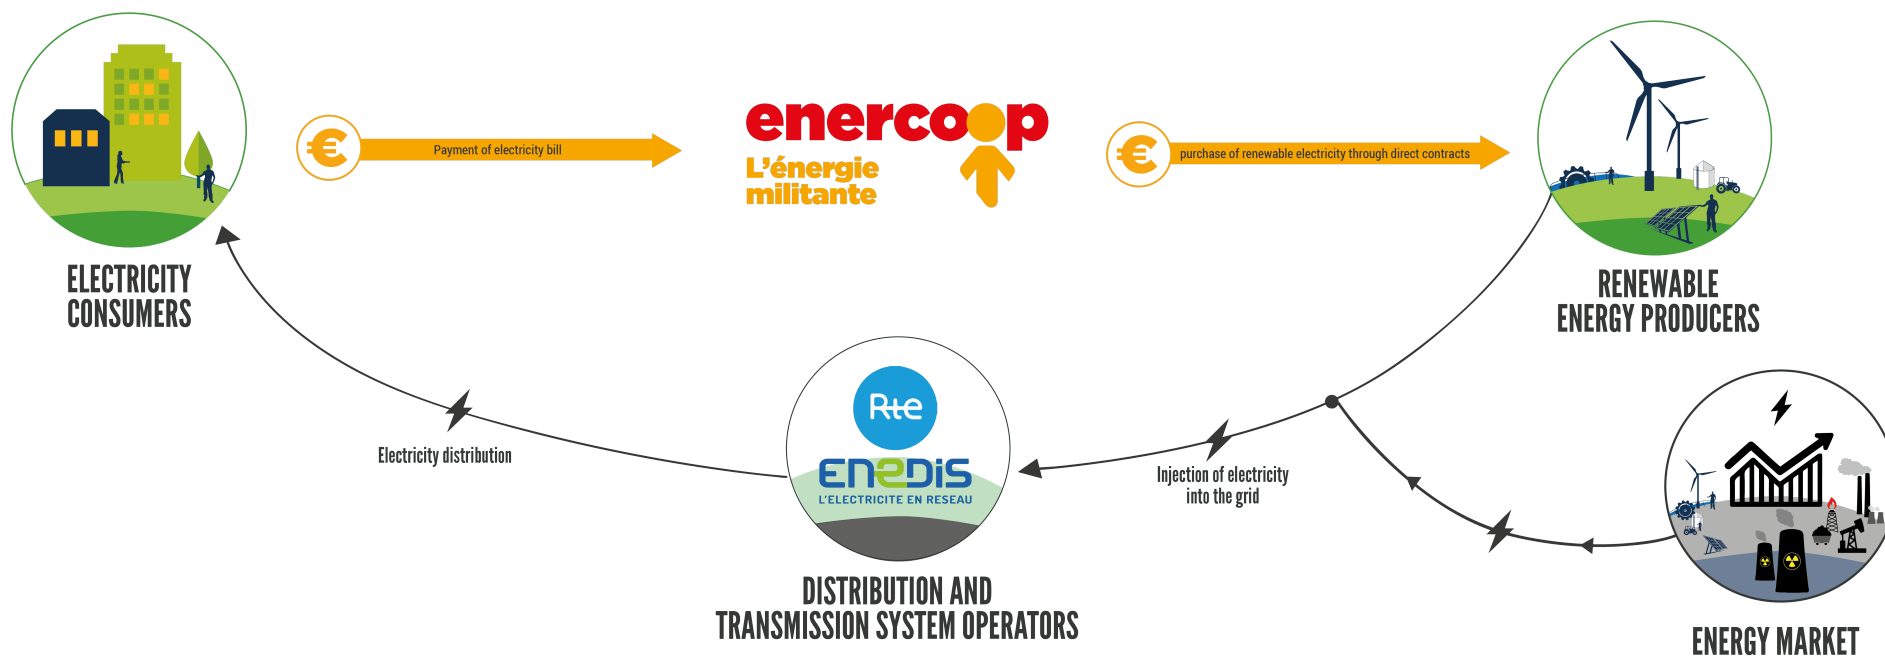 Payment of electricity bill
enercoop
L'énergie
militante
purchase of renewable electricity through direct contracts
ELECTRICITY
CONSUMERS
RENEWABLE
ENERGY PRODUCERS
Rte
ENEDIS
L'ELECTRICITE EN RESEAU
Electricity distribution
Injection of electricity
into the grid
DISTRIBUTION AND
TRANSMISSION SYSTEM OPERATORS
ENERGY MARKET